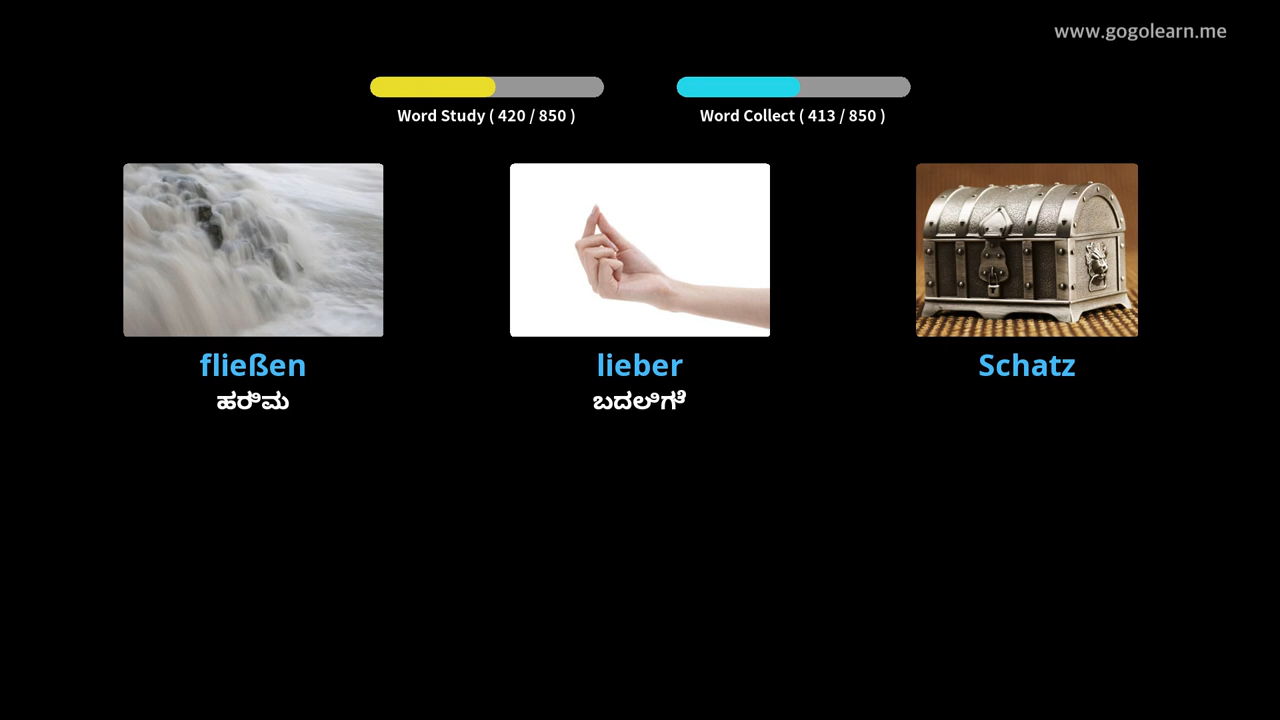 www.gogolearn.me
Word Study ( 420 / 850 )
Word Collect ( 413 / 850 )
fließen
lieber
Schatz
ಹರಿಮ
ಬದಲಿಗೆ